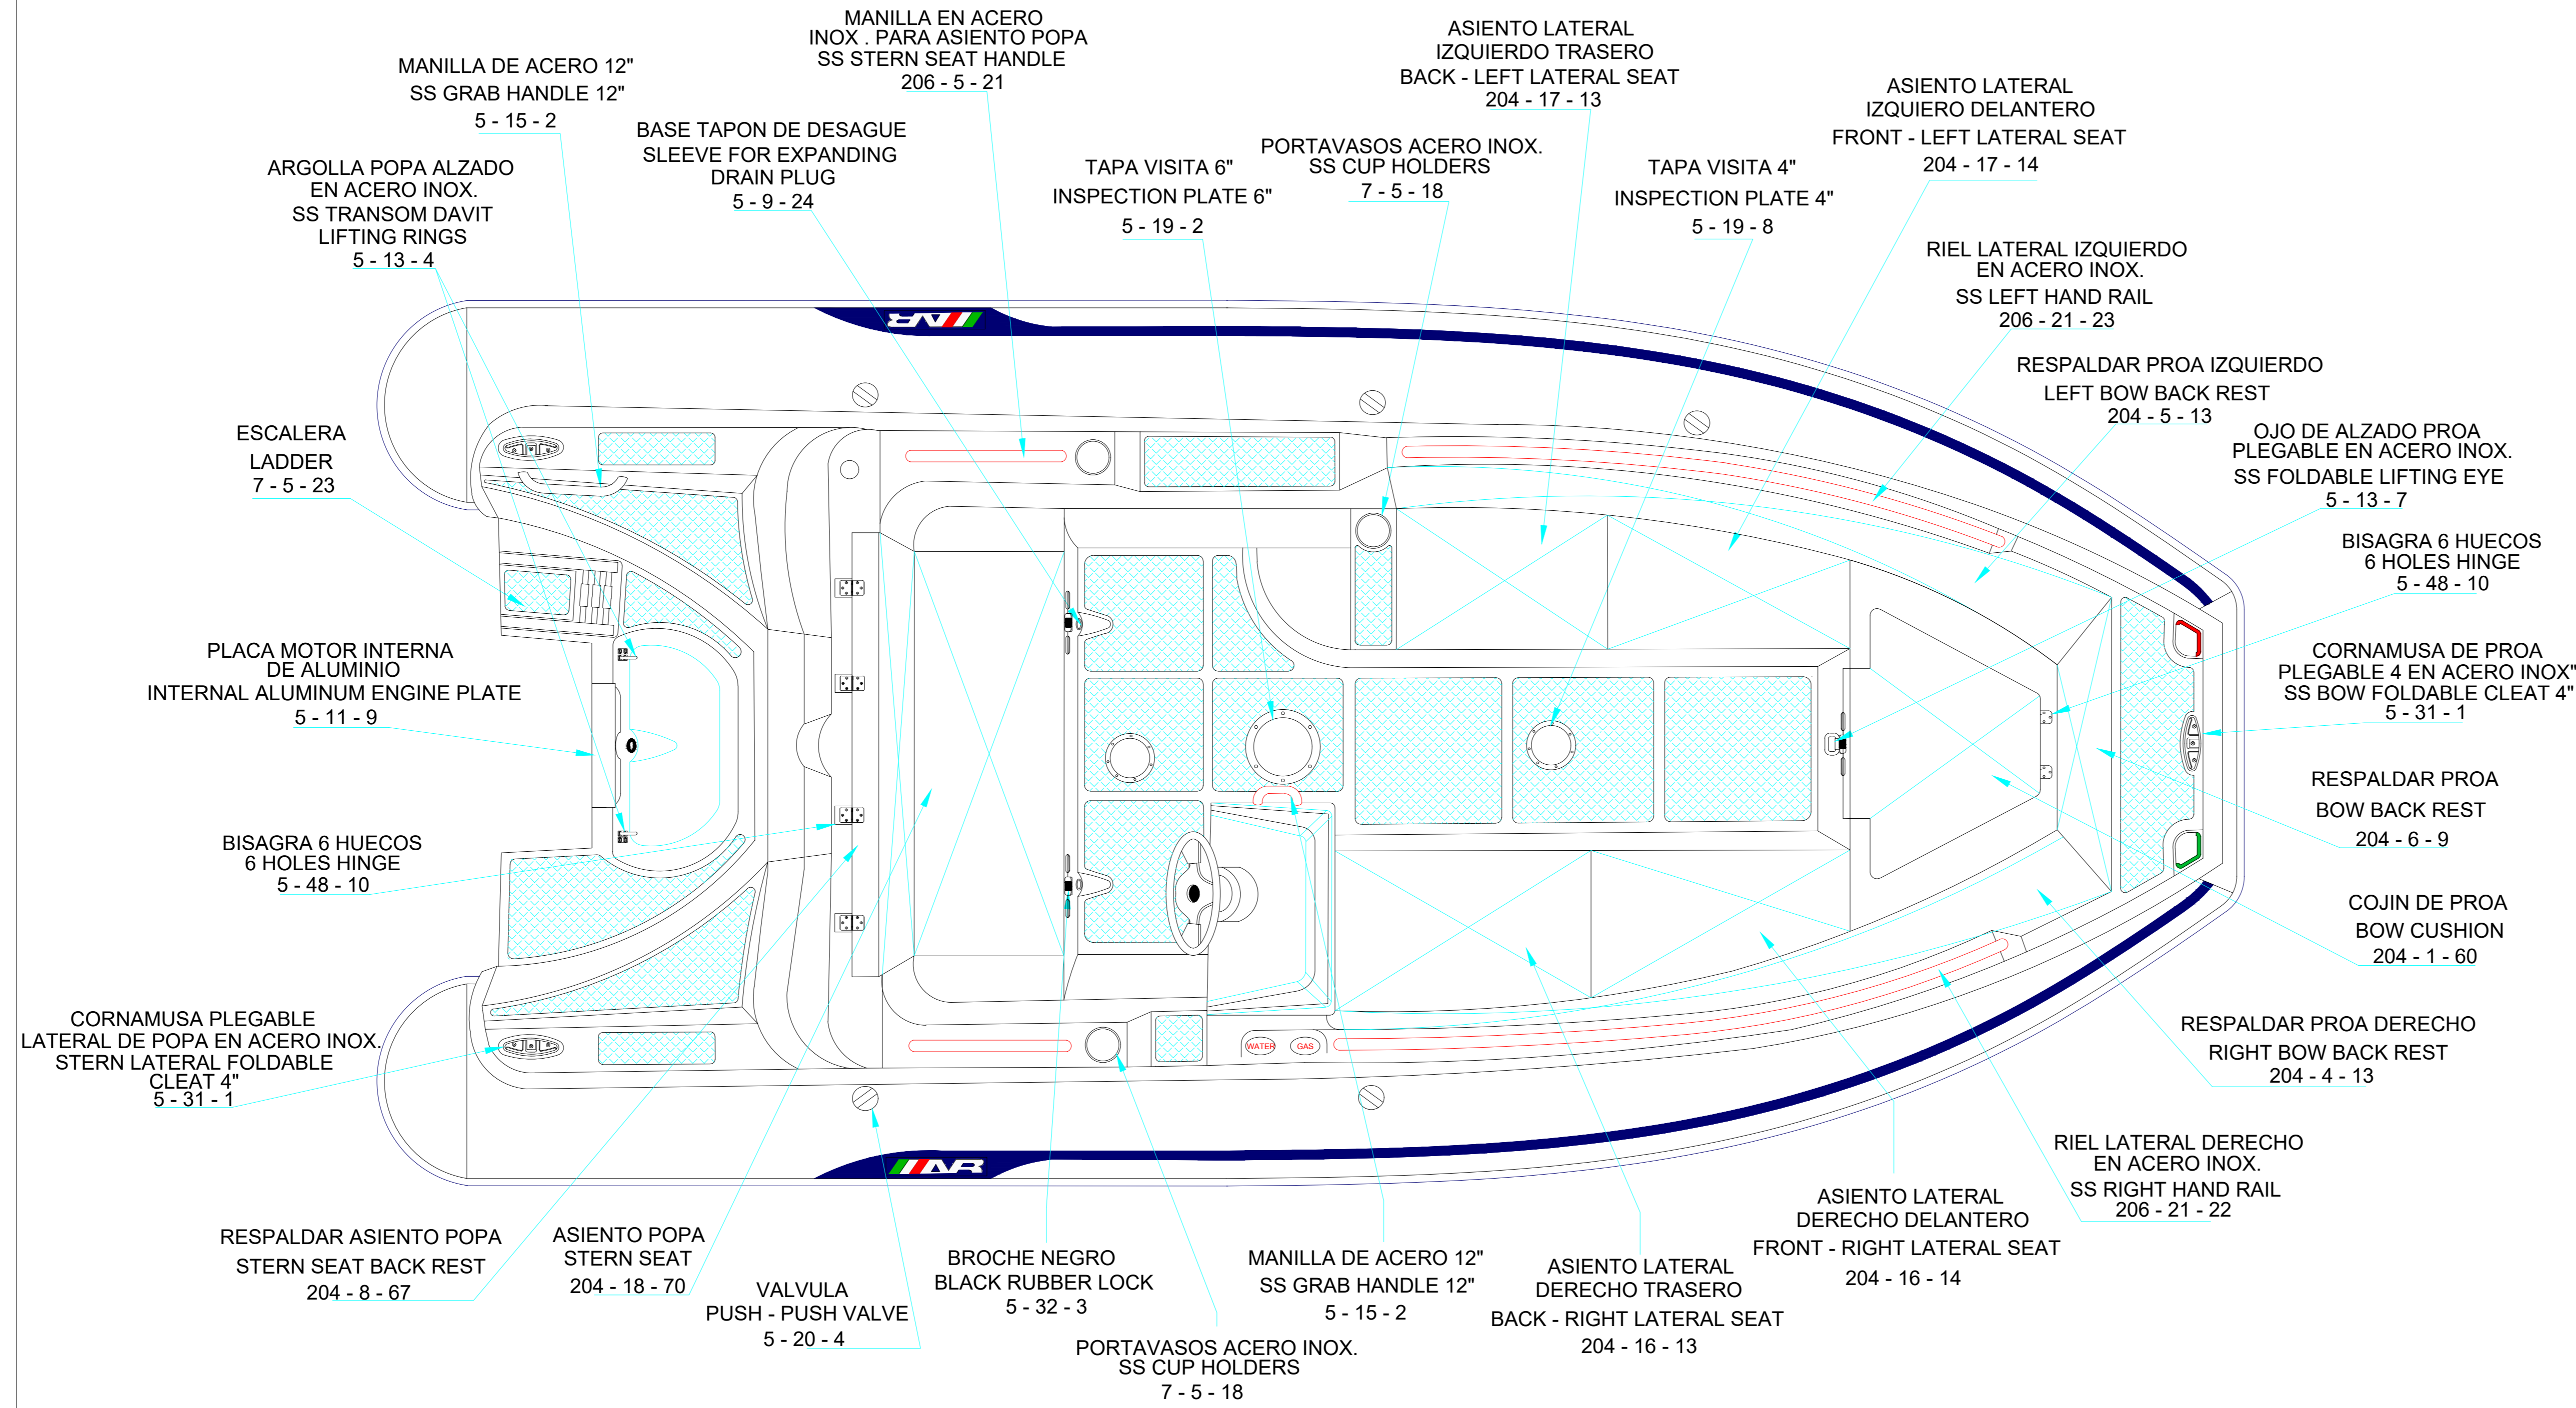 MANILLA EN ACERO
INOX . PARA ASIENTO POPA
SS STERN SEAT HANDLE
206 - 5 - 21
ASIENTO LATERAL
IZQUIERDO TRASERO
BACK - LEFT LATERAL SEAT
204 - 17 - 13
MANILLA DE ACERO 12"
SS GRAB HANDLE 12"
5 - 15 - 2
ASIENTO LATERAL
IZQUIERO DELANTERO
FRONT - LEFT LATERAL SEAT
204 - 17 - 14
BASE TAPON DE DESAGUE
SLEEVE FOR EXPANDING
DRAIN PLUG
5 - 9 - 24
PORTAVASOS ACERO INOX.
SS CUP HOLDERS
7 - 5 - 18
TAPA VISITA 6"
INSPECTION PLATE 6"
5 - 19 - 2
TAPA VISITA 4"
INSPECTION PLATE 4"
5 - 19 - 8
ARGOLLA POPA ALZADO
EN ACERO INOX.
SS TRANSOM DAVIT
LIFTING RINGS
5 - 13 - 4
RIEL LATERAL IZQUIERDO
EN ACERO INOX.
SS LEFT HAND RAIL
206 - 21 - 23
RESPALDAR PROA IZQUIERDO
LEFT BOW BACK REST
204 - 5 - 13
ESCALERA
LADDER
7 - 5 - 23
OJO DE ALZADO PROA
PLEGABLE EN ACERO INOX.
SS FOLDABLE LIFTING EYE
5 - 13 - 7
BISAGRA 6 HUECOS
6 HOLES HINGE
5 - 48 - 10
PLACA MOTOR INTERNA
DE ALUMINIO
INTERNAL ALUMINUM ENGINE PLATE
5 - 11 - 9
CORNAMUSA DE PROA
PLEGABLE 4 EN ACERO INOX"
SS BOW FOLDABLE CLEAT 4"
5 - 31 - 1
RESPALDAR PROA
BOW BACK REST
204 - 6 - 9
BISAGRA 6 HUECOS
6 HOLES HINGE
5 - 48 - 10
COJIN DE PROA
BOW CUSHION
204 - 1 - 60
CORNAMUSA PLEGABLE
LATERAL DE POPA EN ACERO INOX.
STERN LATERAL FOLDABLE
CLEAT 4"
5 - 31 - 1
WATER GAS
RESPALDAR PROA DERECHO
RIGHT BOW BACK REST
204 - 4 - 13
RIEL LATERAL DERECHO
EN ACERO INOX.
SS RIGHT HAND RAIL
206 - 21 - 22
RESPALDAR ASIENTO POPA
STERN SEAT BACK REST
204 - 8 - 67
ASIENTO POPA
STERN SEAT
204 - 18 - 70
VALVULA
PUSH - PUSH VALVE
5 - 20 - 4
BROCHE NEGRO
BLACK RUBBER LOCK
5 - 32 - 3
PORTAVASOS ACERO INOX.
SS CUP HOLDERS
7 - 5 - 18
MANILLA DE ACERO 12"
SS GRAB HANDLE 12"
5 - 15 - 2
ASIENTO LATERAL
DERECHO TRASERO
BACK - RIGHT LATERAL SEAT
204 - 16 - 13
ASIENTO LATERAL
DERECHO DELANTERO
FRONT - RIGHT LATERAL SEAT
204 - 16 - 14